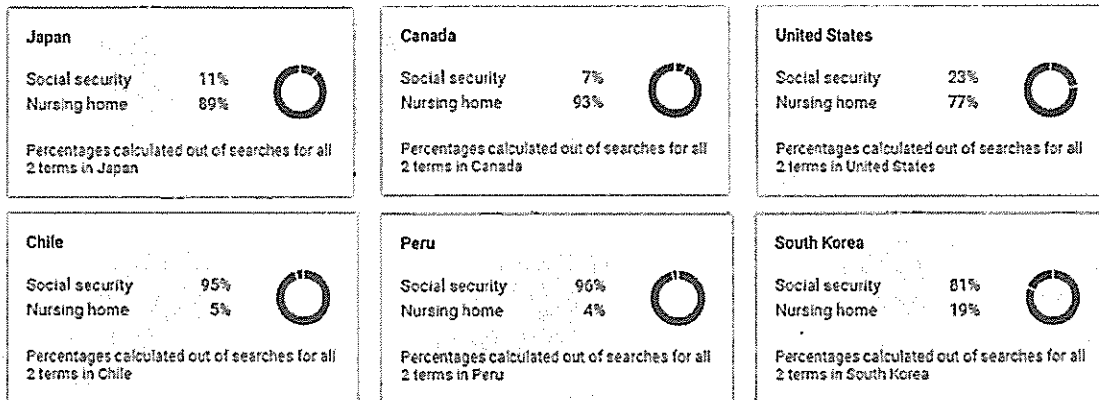 Japan
Social security 11%
Nursing home 89%
Percentages calculated out of searches for all
2 terms in Japan
Canada
Social security 7%
Nursing home 93%
Percentages calculated out of searches for all
2 terms in Canada
United States
Social security 23%
Nursing home 77%
Percentages calculated out of searches for all
2 terms in United States
Chile
Social security 95%
Nursing home 5%
Percentages calculated out of searches for all
2 terms in Chile
Peru
Social security 96%
Nursing home 4%
Percentages calculated out of searches for all
2 terms in Peru
South Korea
Social security 81%
Nursing home 19%
Percentages calculated out of searches for all
2 terms in South Korea